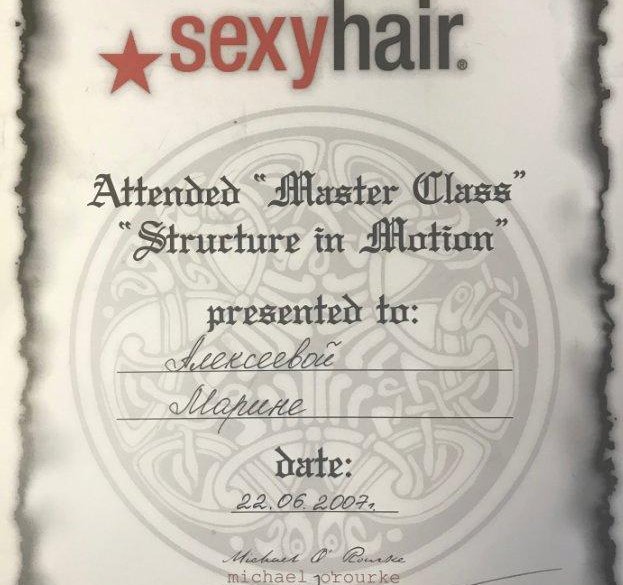 sexyhair®
Attended “Master Class”
“Structure in Motion”
presented to:
Алексеевой
Марине
date:
22.06.2007г.
Michael O' Rourke
michael o'rourke